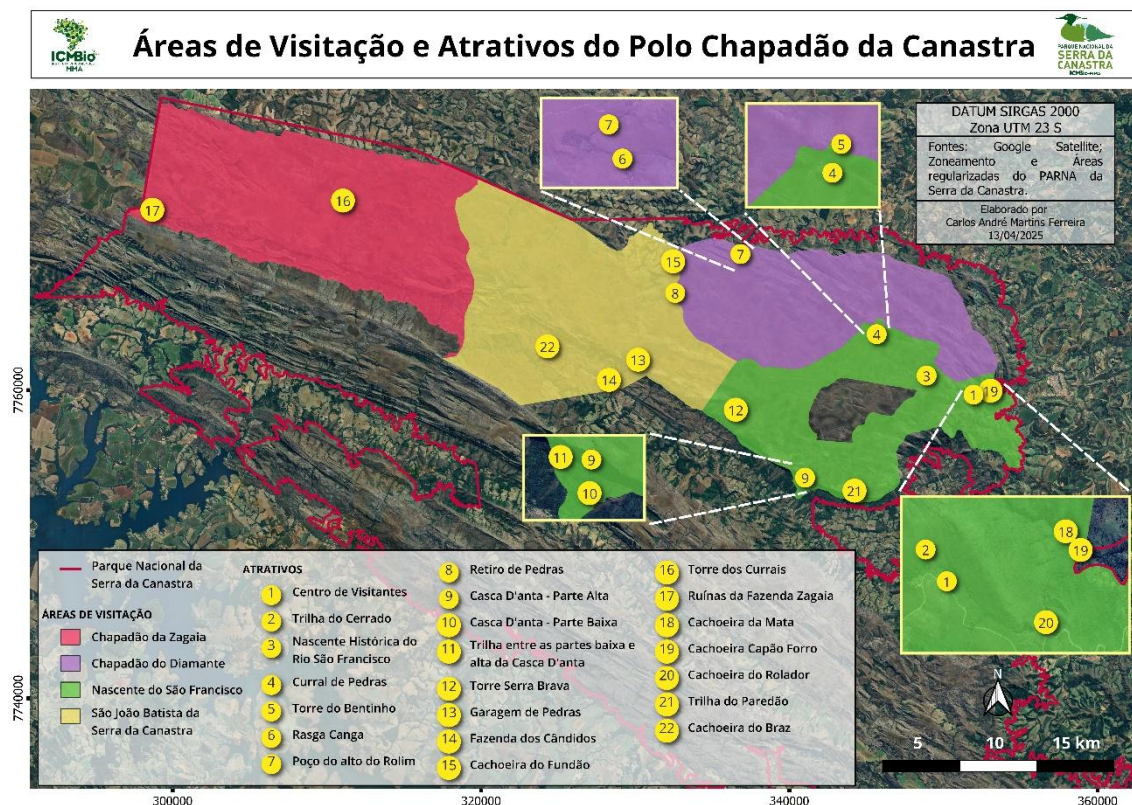 ICMBio
MMA
Áreas de Visitação e Atrativos do Polo Chapadão da Canastra
PARQUE NACIONAL DA
SERRA DA
CANASTRA
ICMBio-MMA
DATUM SIRGAS 2000
Zona UTM 23 S
Fontes: Google Satellite;
Zoneamento e Áreas
regularizadas do PARNA da
Serra da Canastra.
Elaborado por
Carlos André Martins Ferreira
13/04/2025
7
6
5
4
17
16
15
7
8
4
22
13
14
3
1
19
12
11
9
10
9
21
18
19
2
1
20
7760000
7740000
Parque Nacional da
Serra da Canastra
ÁREAS DE VISITAÇÃO
Chapadão da Zagaia
Chapadão do Diamante
Nascente do São Francisco
São João Batista da
Serra da Canastra
ATRATIVOS
1 Centro de Visitantes
2 Trilha do Cerrado
3 Nascente Histórica do
Rio São Francisco
4 Curral de Pedras
5 Torre do Bentinho
6 Rasga Canga
7 Poço do alto do Rolim
8 Retiro de Pedras
9 Casca D'anta - Parte Alta
10 Casca D'anta - Parte Baixa
11 Trilha entre as partes baixa e
alta da Casca D'anta
12 Torre Serra Brava
13 Garagem de Pedras
14 Fazenda dos Cândidos
15 Cachoeira do Fundão
16 Torre dos Currais
17 Ruínas da Fazenda Zagaia
18 Cachoeira da Mata
19 Cachoeira Capão Forro
20 Cachoeira do Rolador
21 Trilha do Paredão
22 Cachoeira do Braz
N
5 10 15 km
300000 320000 340000 360000